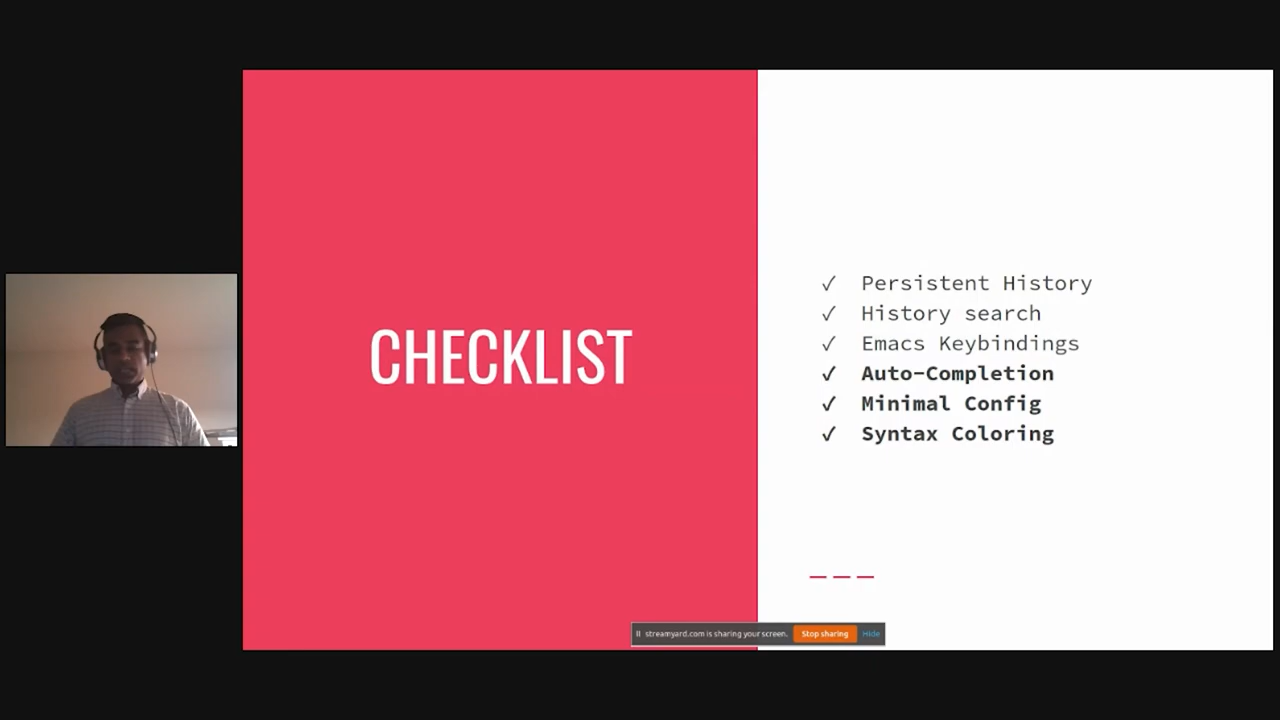 CHECKLIST
✓ Persistent History
✓ History search
✓ Emacs Keybindings
✓ Auto-Completion
✓ Minimal Config
✓ Syntax Coloring
streamyard.com is sharing your screen. Stop sharing Hide